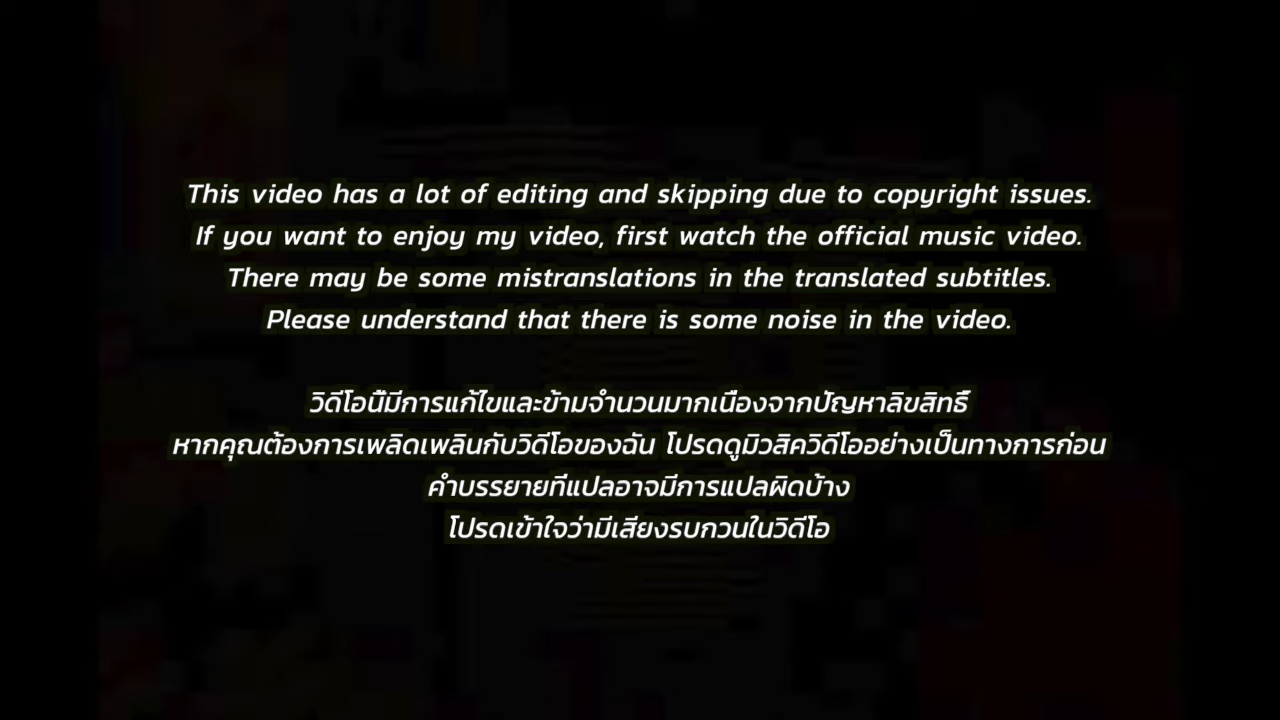 This video has a lot of editing and skipping due to copyright issues.
If you want to enjoy my video, first watch the official music video.
There may be some mistranslations in the translated subtitles.
Please understand that there is some noise in the video.
วิดีโอนี้มีการแก้ไขและข้ามจำนวนมากเนื่องจากปัญหาลิขสิทธิ์
หากคุณต้องการเพลิดเพลินกับวิดีโอของฉัน โปรดดูมิวสิควิดีโออย่างเป็นทางการก่อน
คำบรรยายที่แปลอาจมีการแปลผิดบ้าง
โปรดเข้าใจว่ามีเสียงรบกวนในวิดีโอ